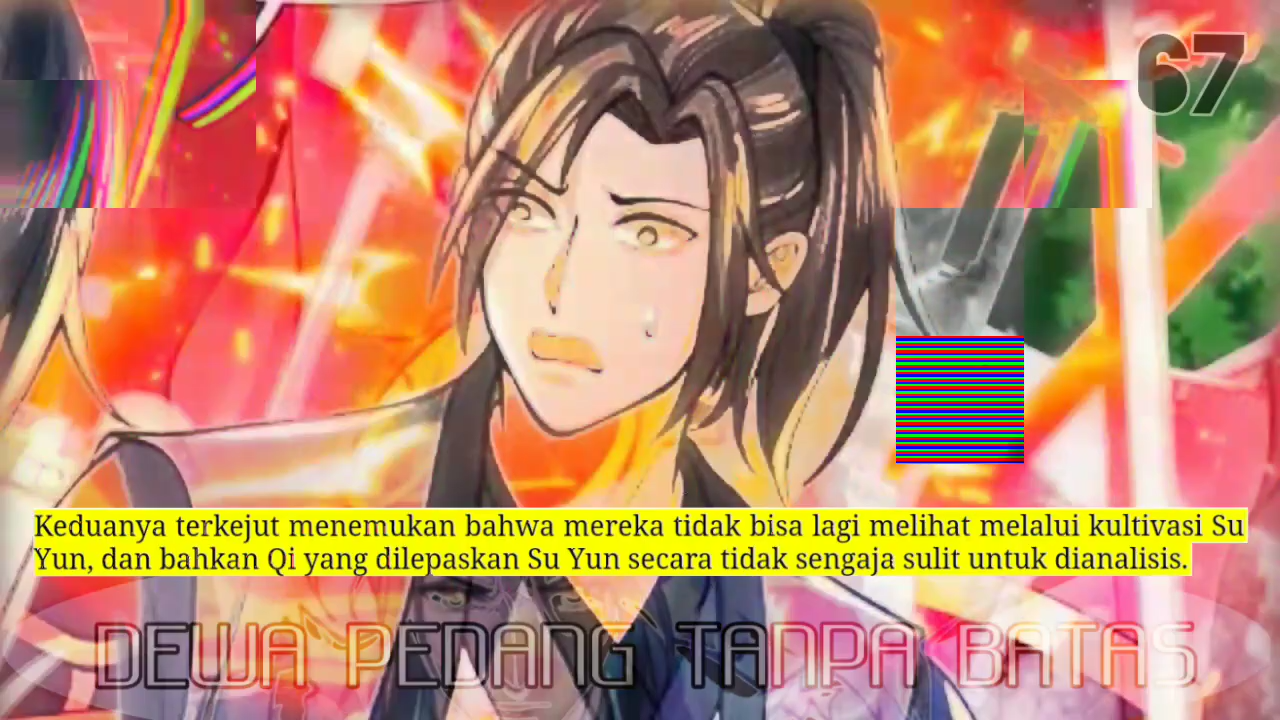 67
Keduanya terkejut menemukan bahwa mereka tidak bisa lagi melihat melalui kultivasi Su
Yun, dan bahkan Qi yang dilepaskan Su Yun secara tidak sengaja sulit untuk dianalisis.
DEWA PEDANG TANPA BATAS